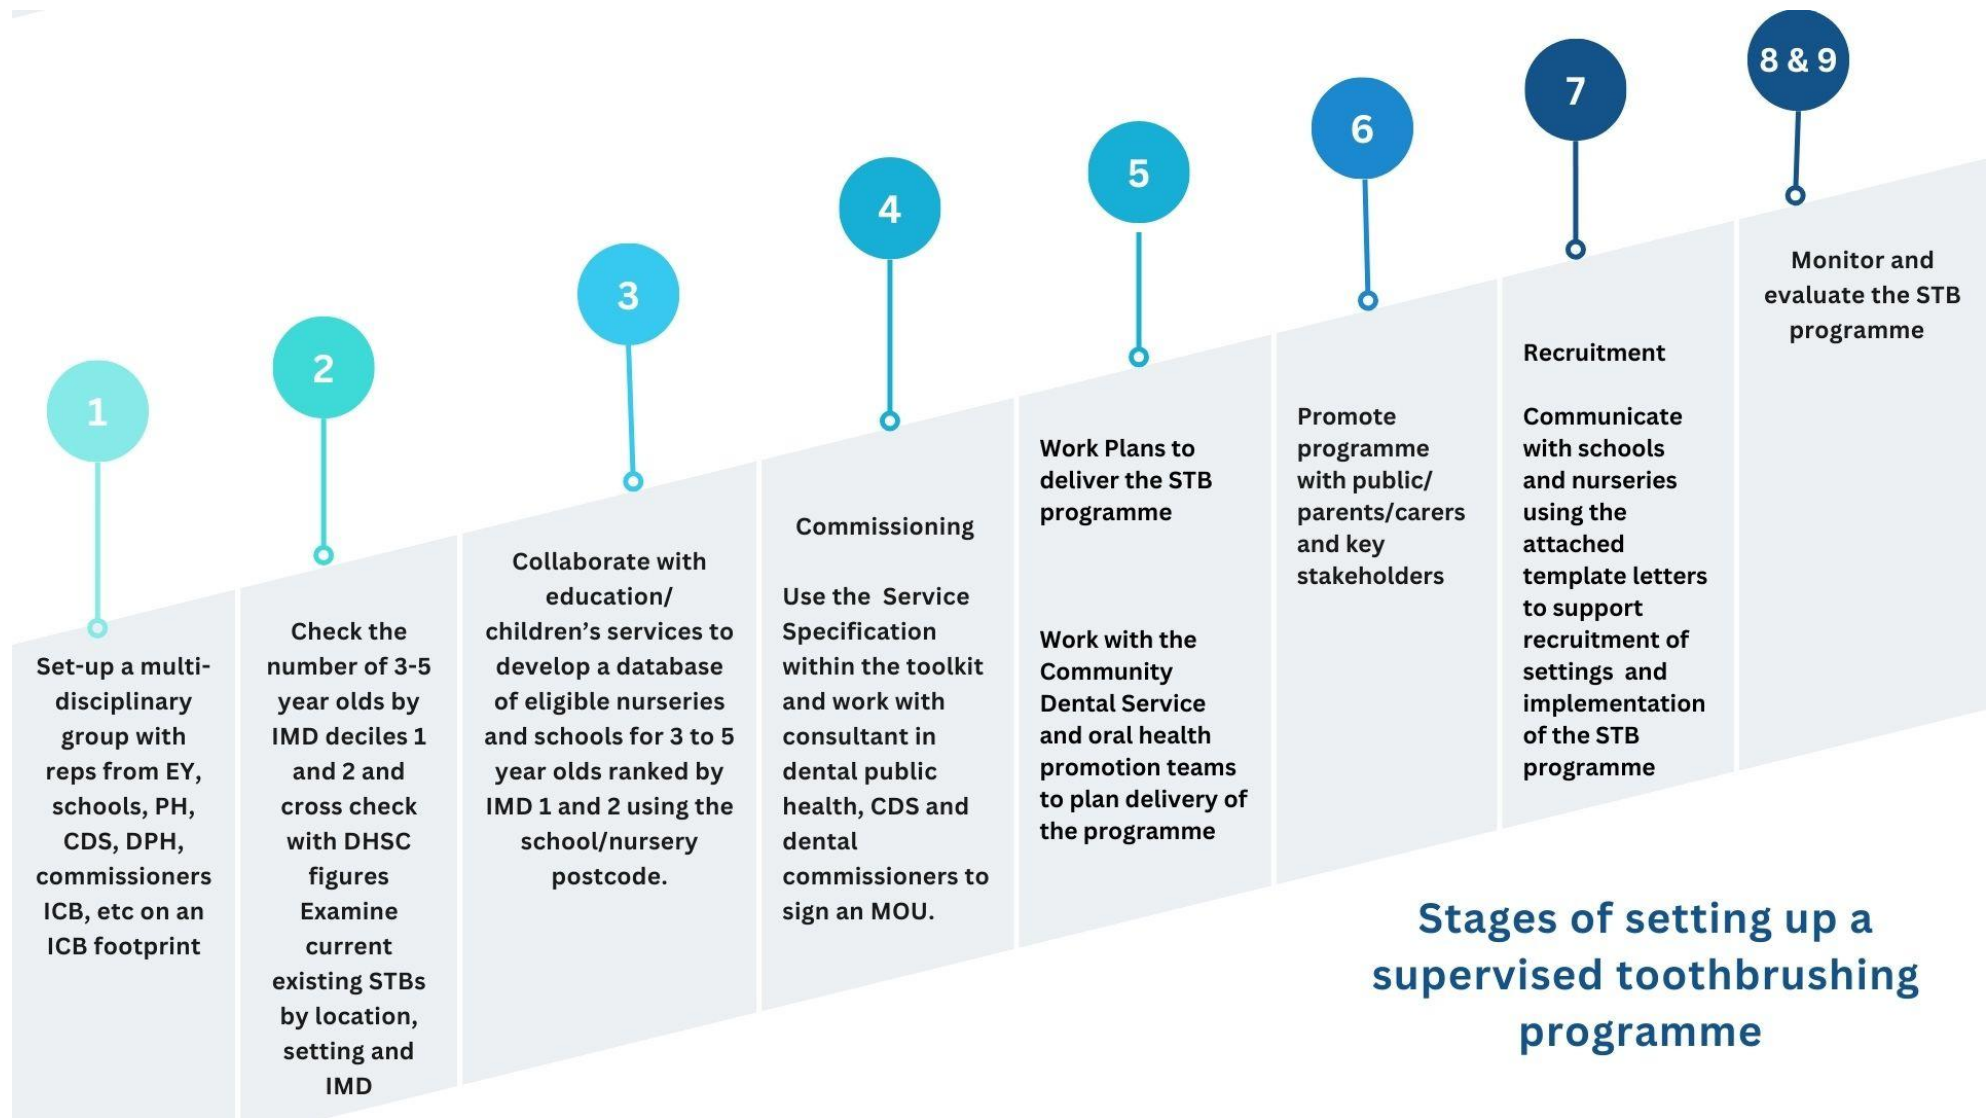 1
Set-up a multi-
disciplinary
group with
reps from EY,
schools, PH,
CDS, DPH,
commissioners
ICB, etc on an
ICB footprint
2
Check the
number of 3-5
year olds by
IMD deciles 1
and 2 and
cross check
with DHSC
figures
Examine
current
existing STBs
by location,
setting and
IMD
3
Collaborate with
education/
children's services to
develop a database
of eligible nurseries
and schools for 3 to 5
year olds ranked by
IMD 1 and 2 using the
school/nursery
postcode.
4
Commissioning
Use the Service
Specification
within the toolkit
and work with
consultant in
dental public
health, CDS and
dental
commissioners to
sign an MOU.
5
Work Plans to
deliver the STB
programme
Work with the
Community
Dental Service
and oral health
promotion teams
to plan delivery of
the programme
6
Promote
programme
with public/
parents/carers
and key
stakeholders
7
Recruitment
Communicate
with schools
and nurseries
using the
attached
template letters
to support
recruitment of
settings and
implementation
of the STB
programme
8 & 9
Monitor and
evaluate the STB
programme
Stages of setting up a
supervised toothbrushing
programme